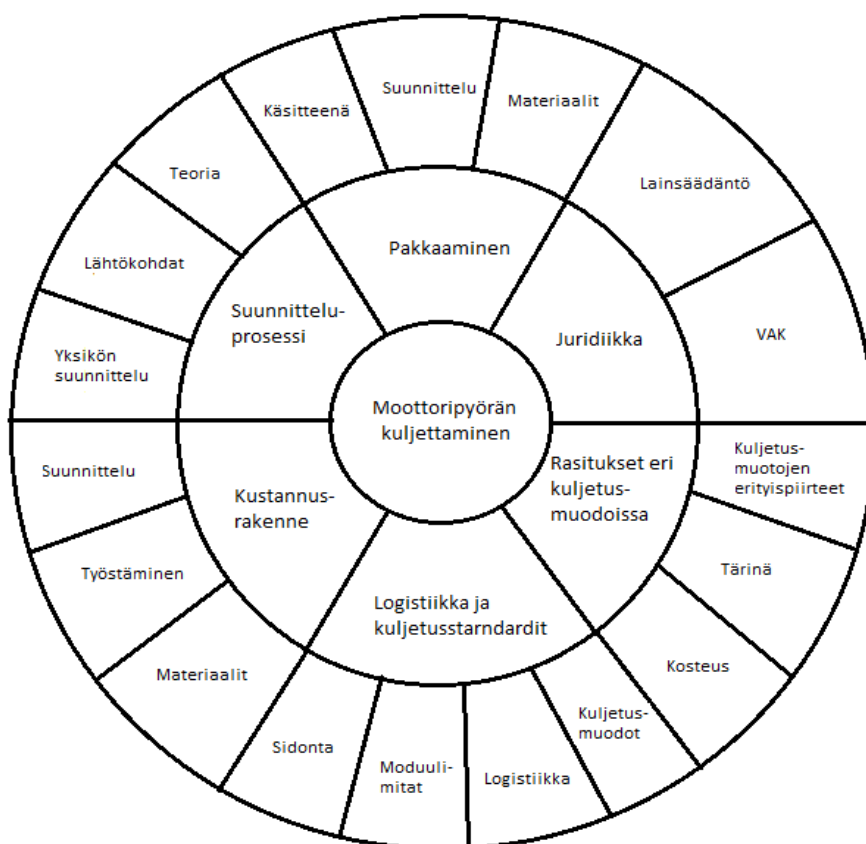 Suunnittelu
Materiaalit
Käsitteenä
Teoria
Lainsäädäntö
Pakkaaminen
Lähtökohdat
Suunnittelu-
prosessi
Juridiikka
VAK
Yksikön
suunnittelu
Moottoripyörän
kuljettaminen
Kuljetus-
muotojen
erityispiirteet
Rasitukset eri
kuljetus-
muodoissa
Suunnittelu
Kustannus-
rakenne
Työstäminen
Tärinä
Logistiikka ja
kuljetusstarndardit
Materiaalit
Kosteus
Kuljetus-
muodot
Sidonta
Moduuli-
mitat
Logistiikka